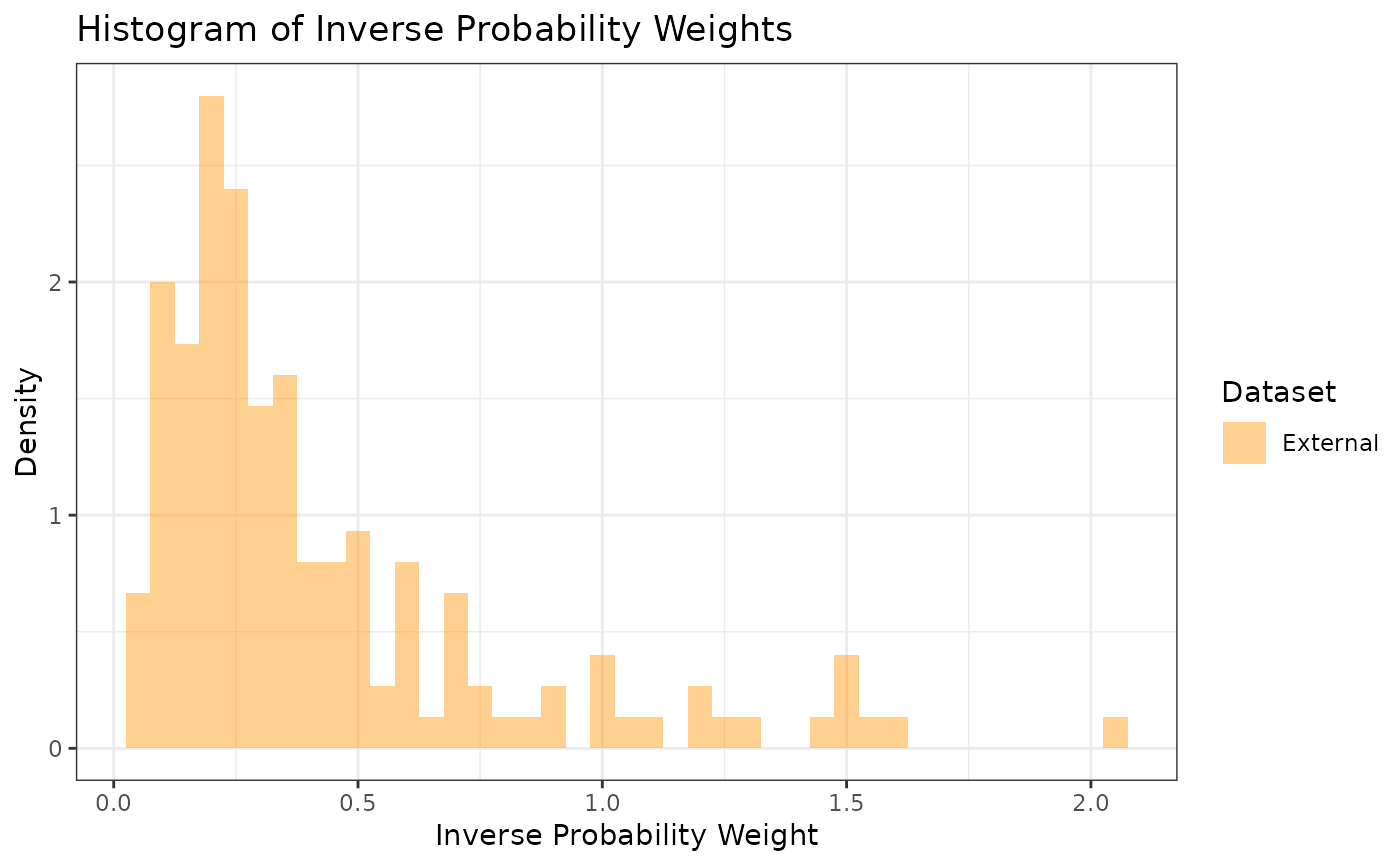 Histogram of Inverse Probability Weights
2
1
0
Density
0.0 0.5 1.0 1.5 2.0
Inverse Probability Weight
Dataset
External